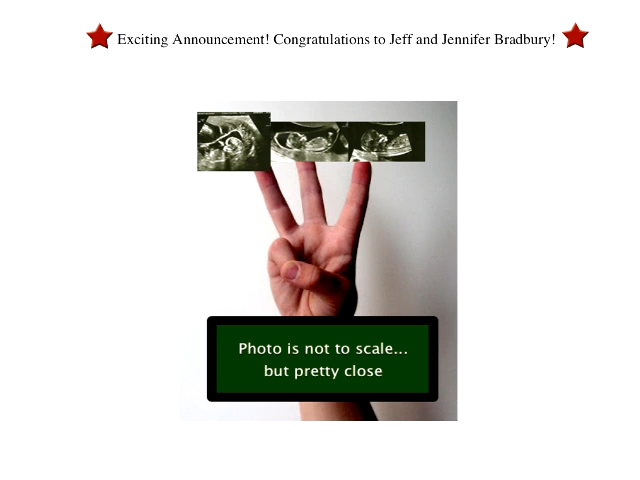 Exciting Announcement! Congratulations to Jeff and Jennifer Bradbury!
Photo is not to scale...
but pretty close